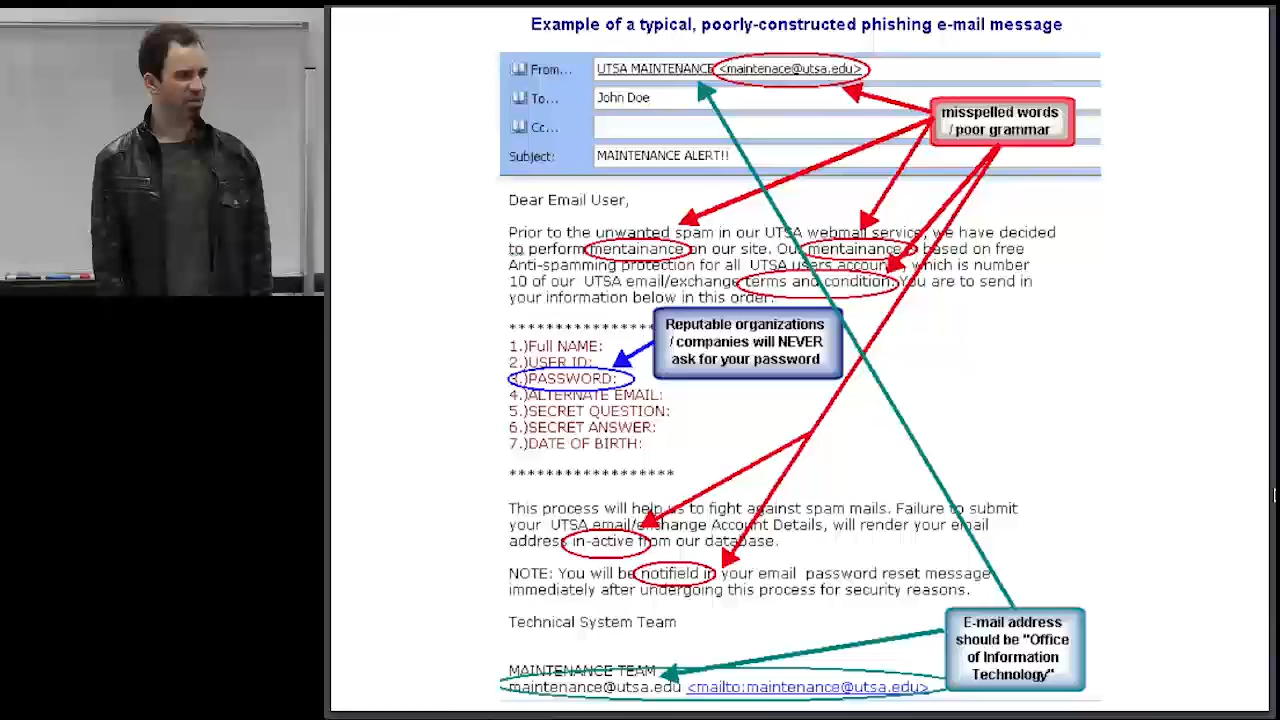 Example of a typical, poorly-constructed phishing e-mail message
From... UTSA MAINTENANCE <maintenace@utsa.edu>
To... John Doe
Cc...
Subject: MAINTENANCE ALERT!!
misspelled words
/ poor grammar
Dear Email User,
Prior to the unwanted spam in our UTSA webmail service, we have decided
to perform mentainance on our site. Our mentainance is based on free
Anti-spamming protection for all UTSA users account, which is number
10 of our UTSA email/exchange terms and condition. You are to send in
your information below in this order.
Reputable organizations
/ companies will NEVER
ask for your password
1.)Full NAME:
2.)USER ID:
3.)PASSWORD:
4.)ALTERNATE EMAIL:
5.)SECRET QUESTION:
6.)SECRET ANSWER:
7.)DATE OF BIRTH:
*****************
This process will help us to fight against spam mails. Failure to submit
your UTSA email/exchange Account Details, will render your email
address in-active from our database.
NOTE: You will be notifield in your email password reset message
immediately after undergoing this process for security reasons.
Technical System Team
E-mail address
should be "Office
of Information
Technology"
MAINTENANCE TEAM
maintenance@utsa.edu <mailto:maintenance@utsa.edu>